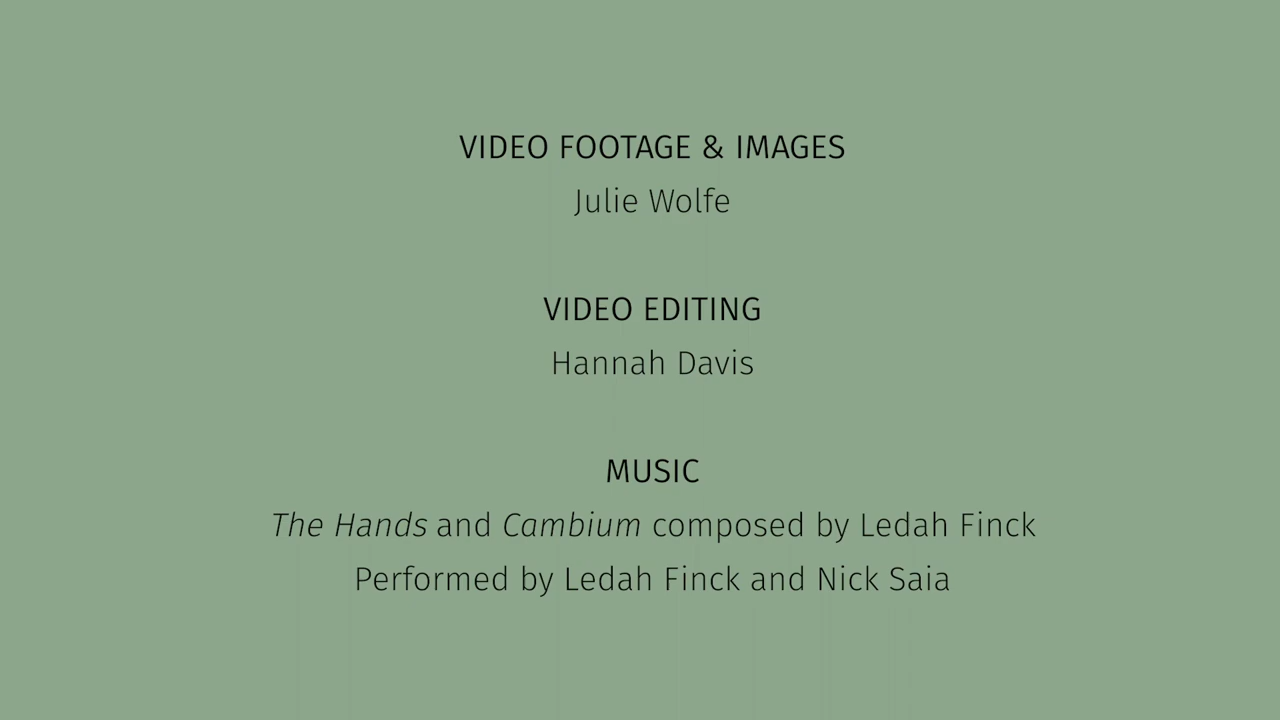 VIDEO FOOTAGE & IMAGES
Julie Wolfe
VIDEO EDITING
Hannah Davis
MUSIC
The Hands and Cambium composed by Ledah Finck
Performed by Ledah Finck and Nick Saia